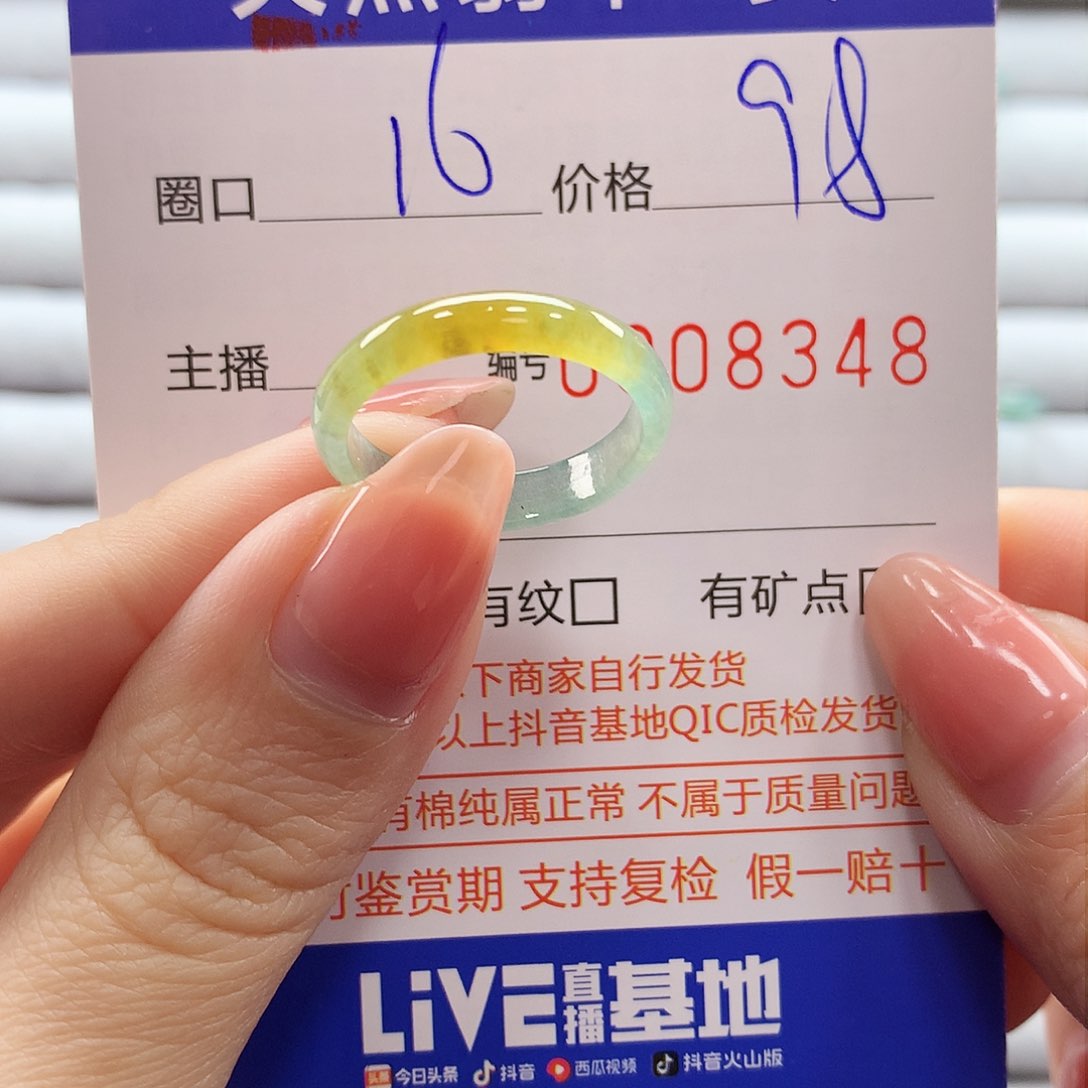 圈口 16 价格 98
主播 编号 0 008348
有纹□ 有矿点
下商家自行发货
以上抖音基地QIC质检发货
有棉纯属正常 不属于质量问题
鉴赏期 支持复检 假一赔十
LiVE直播基地
头条 今日头条 抖音 西瓜视频 抖音火山版